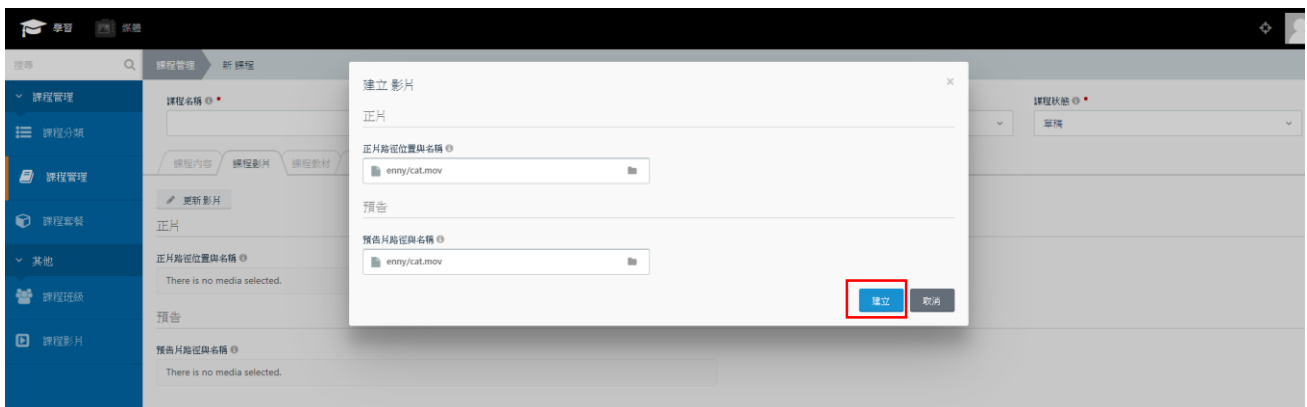 學習 媒體
搜尋
課程管理 新 課程
課程管理
課程分類
課程管理
課程套餐
其他
課程班級
課程影片
課程名稱 *
課程狀態 *
草稿
課程內容 課程影片 課程教材
更新 影片
正片
正片路徑位置與名稱
There is no media selected.
預告
預告片路徑與名稱
There is no media selected.
建立 影片 ×
正片
正片路徑位置與名稱
enny/cat.mov
預告
預告片路徑與名稱
enny/cat.mov
建立 取消